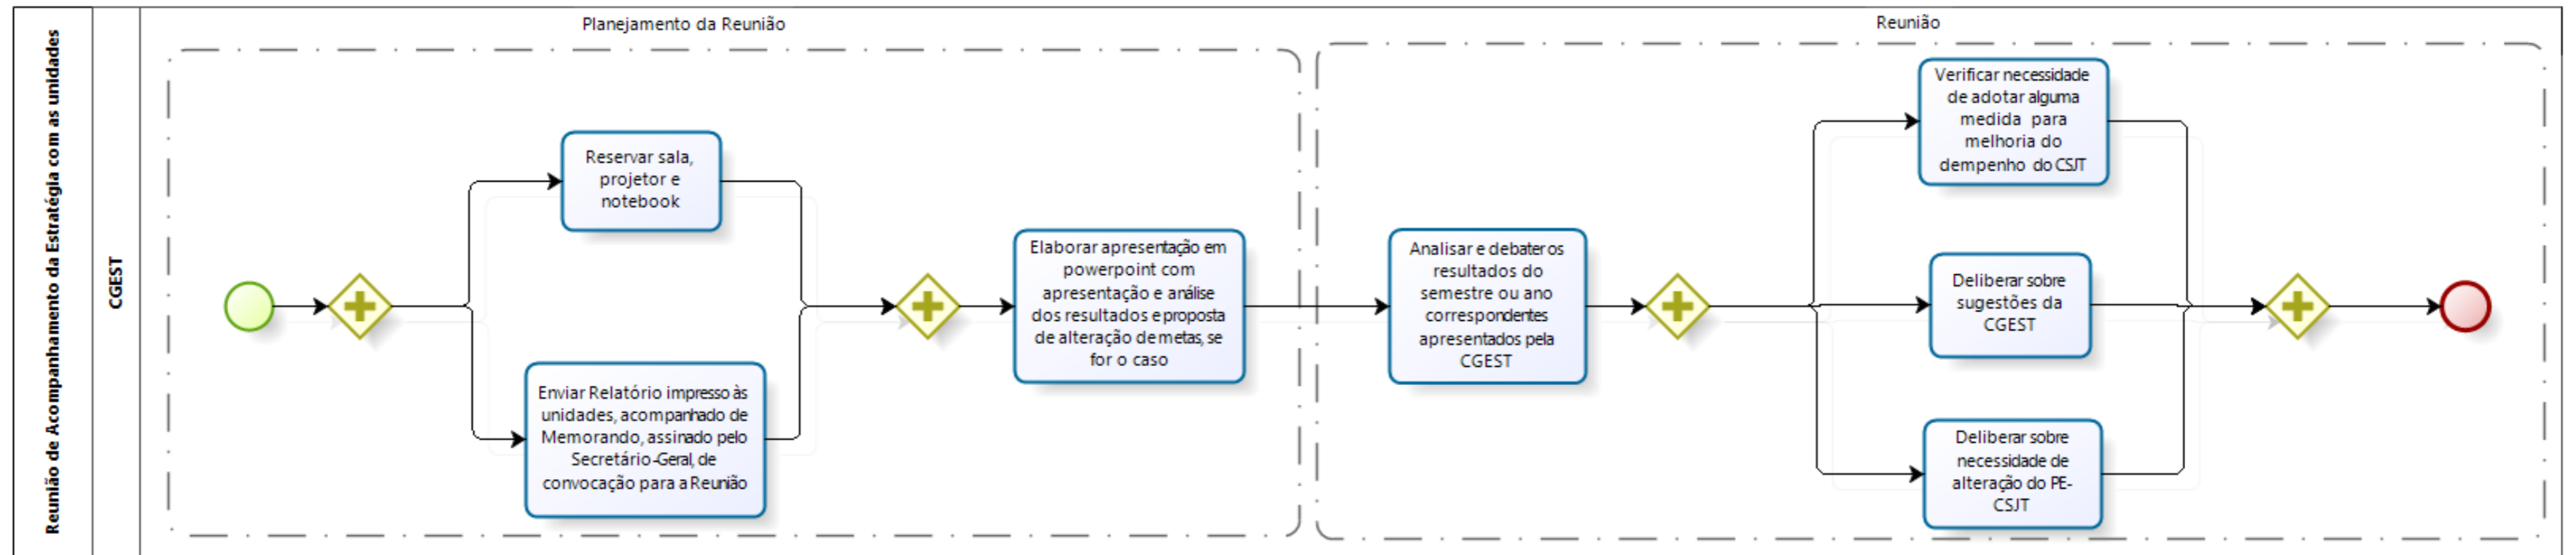 Reunião de Acompanhamento da Estratégia com as unidades
CGEST
Planejamento da Reunião
Reservar sala,
projetor e
notebook
Enviar Relatório impresso às
unidades, acompanhado de
Memorando, assinado pelo
Secretário-Geral, de
convocação para a Reunião
Elaborar apresentação em
powerpoint com
apresentação e análise
dos resultados e proposta
de alteração de metas, se
for o caso
Reunião
Analisar e debater os
resultados do
semestre ou ano
correspondentes
apresentados pela
CGEST
Verificar necessidade
de adotar alguma
medida para
melhoria do
dempenho do CSJT
Deliberar sobre
sugestões da
CGEST
Deliberar sobre
necessidade de
alteração do PE-
CSJT